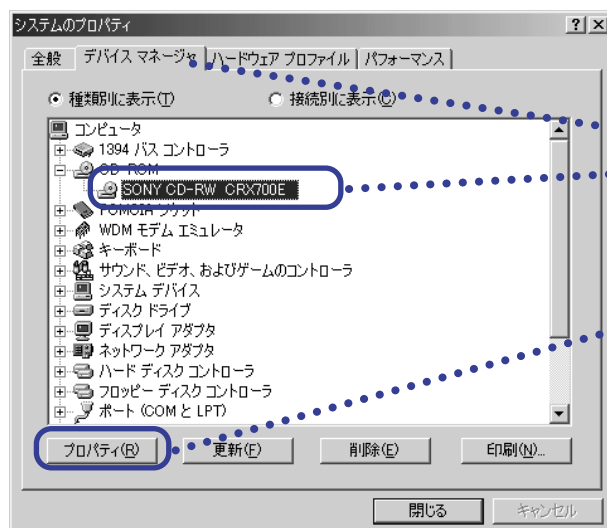 システムのプロパティ
全般 デバイス マネージャ ハードウェア プロファイル パフォーマンス
種類別に表示(T) 接続別に表示(C)
コンピュータ
1394 バス コントローラ
CD-ROM
SONY CD-RW CRX700E
PCMCIA ソケット
WDM モデム エミュレータ
キーボード
サウンド、ビデオ、およびゲームのコントローラ
システム デバイス
ディスク ドライブ
ディスプレイ アダプタ
ネットワーク アダプタ
ハード ディスク コントローラ
フロッピー ディスク コントローラ
ポート (COM と LPT)
プロパティ(R) 更新(F) 削除(E) 印刷(N)...
閉じる キャンセル